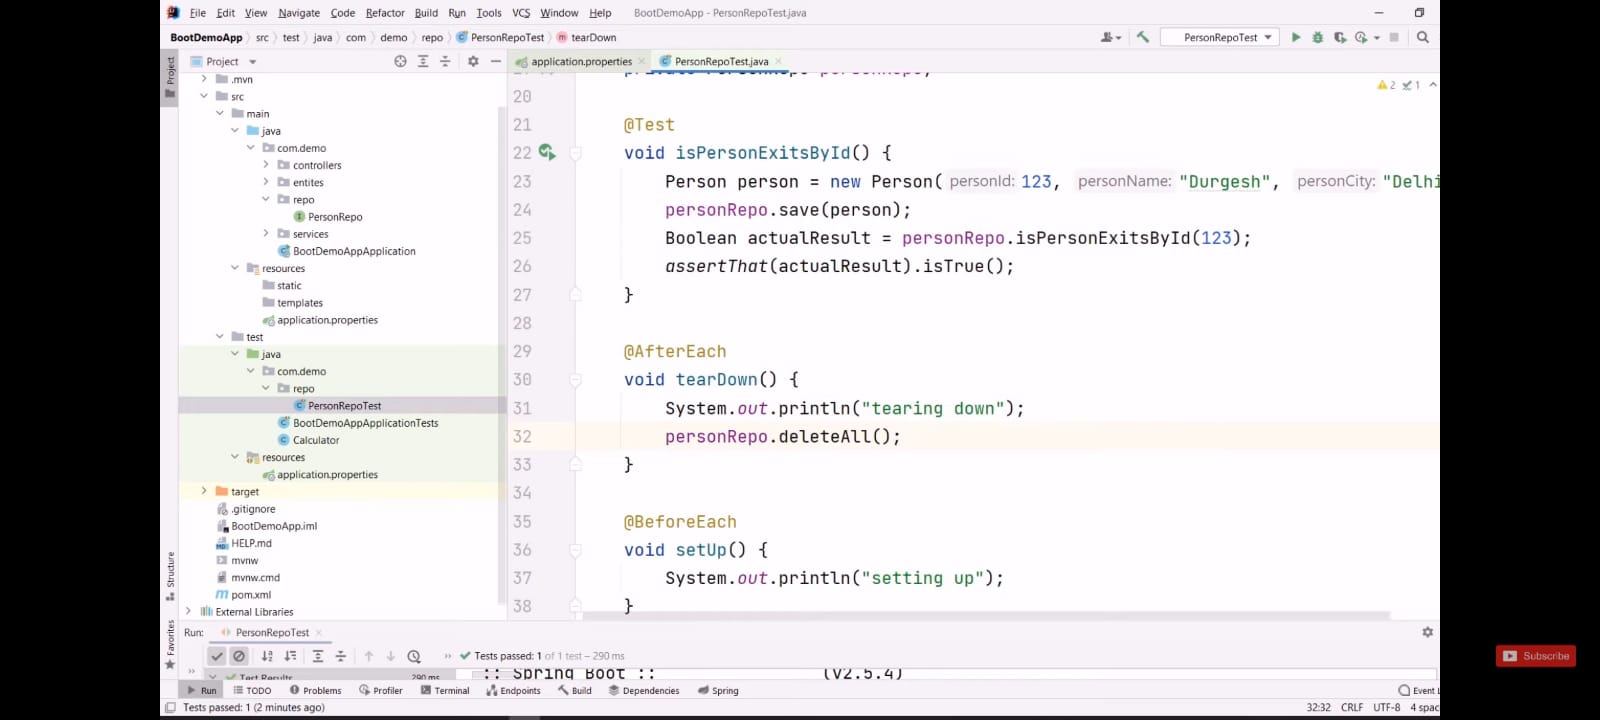 File Edit View Navigate Code Refactor Build Run Tools VCS Window Help BootDemoApp - PersonRepoTest.java
BootDemoApp src test java com demo repo PersonRepoTest tearDown PersonRepoTest
Project Project application.properties PersonRepoTest.java
.mvn
src
main
java
com.demo
controllers
entites
repo
PersonRepo
services
BootDemoAppApplication
resources
static
templates
application.properties
test
java
com.demo
repo
PersonRepoTest
BootDemoAppApplicationTests
Calculator
resources
application.properties
target
.gitignore
BootDemoApp.iml
HELP.md
mvnw
mvnw.cmd
pom.xml
External Libraries
Structure
Favorites
2 1
20
21 @Test
22 void isPersonExitsById() {
23 Person person = new Person( personId: 123, personName: "Durgesh", personCity: "Delhi
24 personRepo.save(person);
25 Boolean actualResult = personRepo.isPersonExitsById(123);
26 assertThat(actualResult).isTrue();
27 }
28
29 @AfterEach
30 void tearDown() {
31 System.out.println("tearing down");
32 personRepo.deleteAll();
33 }
34
35 @BeforeEach
36 void setUp() {
37 System.out.println("setting up");
38 }
Run: PersonRepoTest
Tests passed: 1 of 1 test – 290 ms
Test Results 290 ms :: Spring Boot :: (v2.5.4)
Run TODO Problems Profiler Terminal Endpoints Build Dependencies Spring Event
Tests passed: 1 (2 minutes ago) 32:32 CRLF UTF-8 4 spac
Subscribe